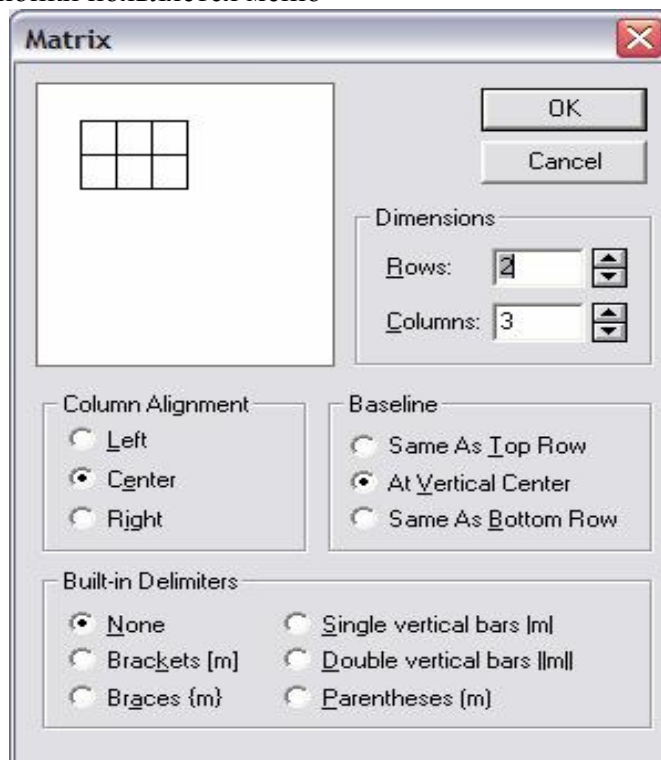 появляется меню
Matrix
OK
Cancel
Dimensions
Rows: 2
Columns: 3
Column Alignment
Left
Center
Right
Baseline
Same As Top Row
At Vertical Center
Same As Bottom Row
Built-in Delimiters
None
Brackets [m]
Braces {m}
Single vertical bars |m|
Double vertical bars ||m||
Parentheses (m)